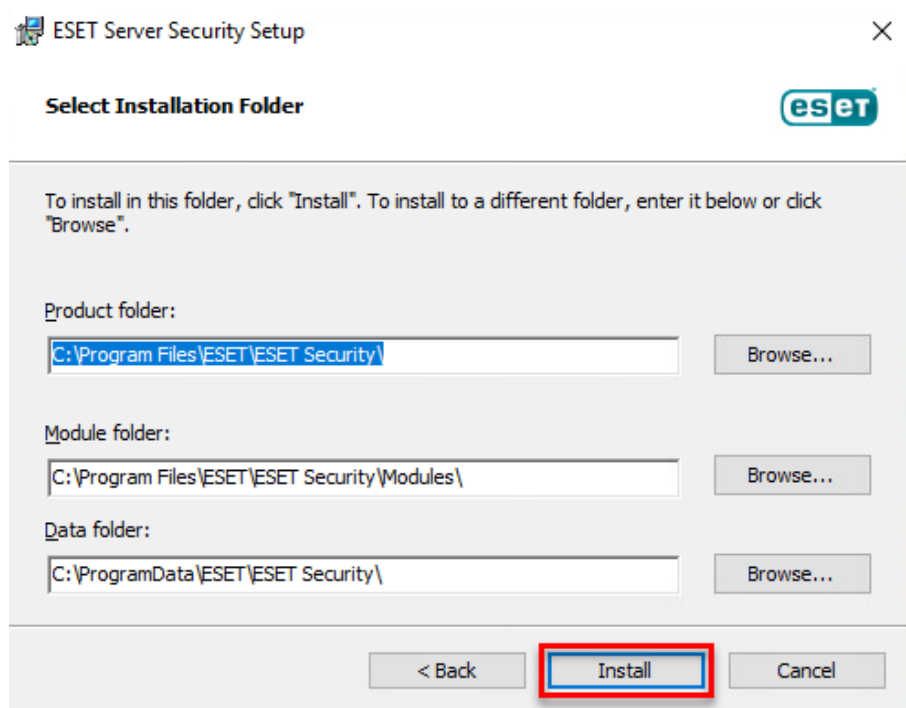 ESET Server Security Setup
Select Installation Folder
eseT
To install in this folder, click "Install". To install to a different folder, enter it below or click
"Browse".
Product folder:
C:\Program Files\ESET\ESET Security\
Browse...
Module folder:
C:\Program Files\ESET\ESET Security\Modules\
Browse...
Data folder:
C:\ProgramData\ESET\ESET Security\
Browse...
< Back
Install
Cancel